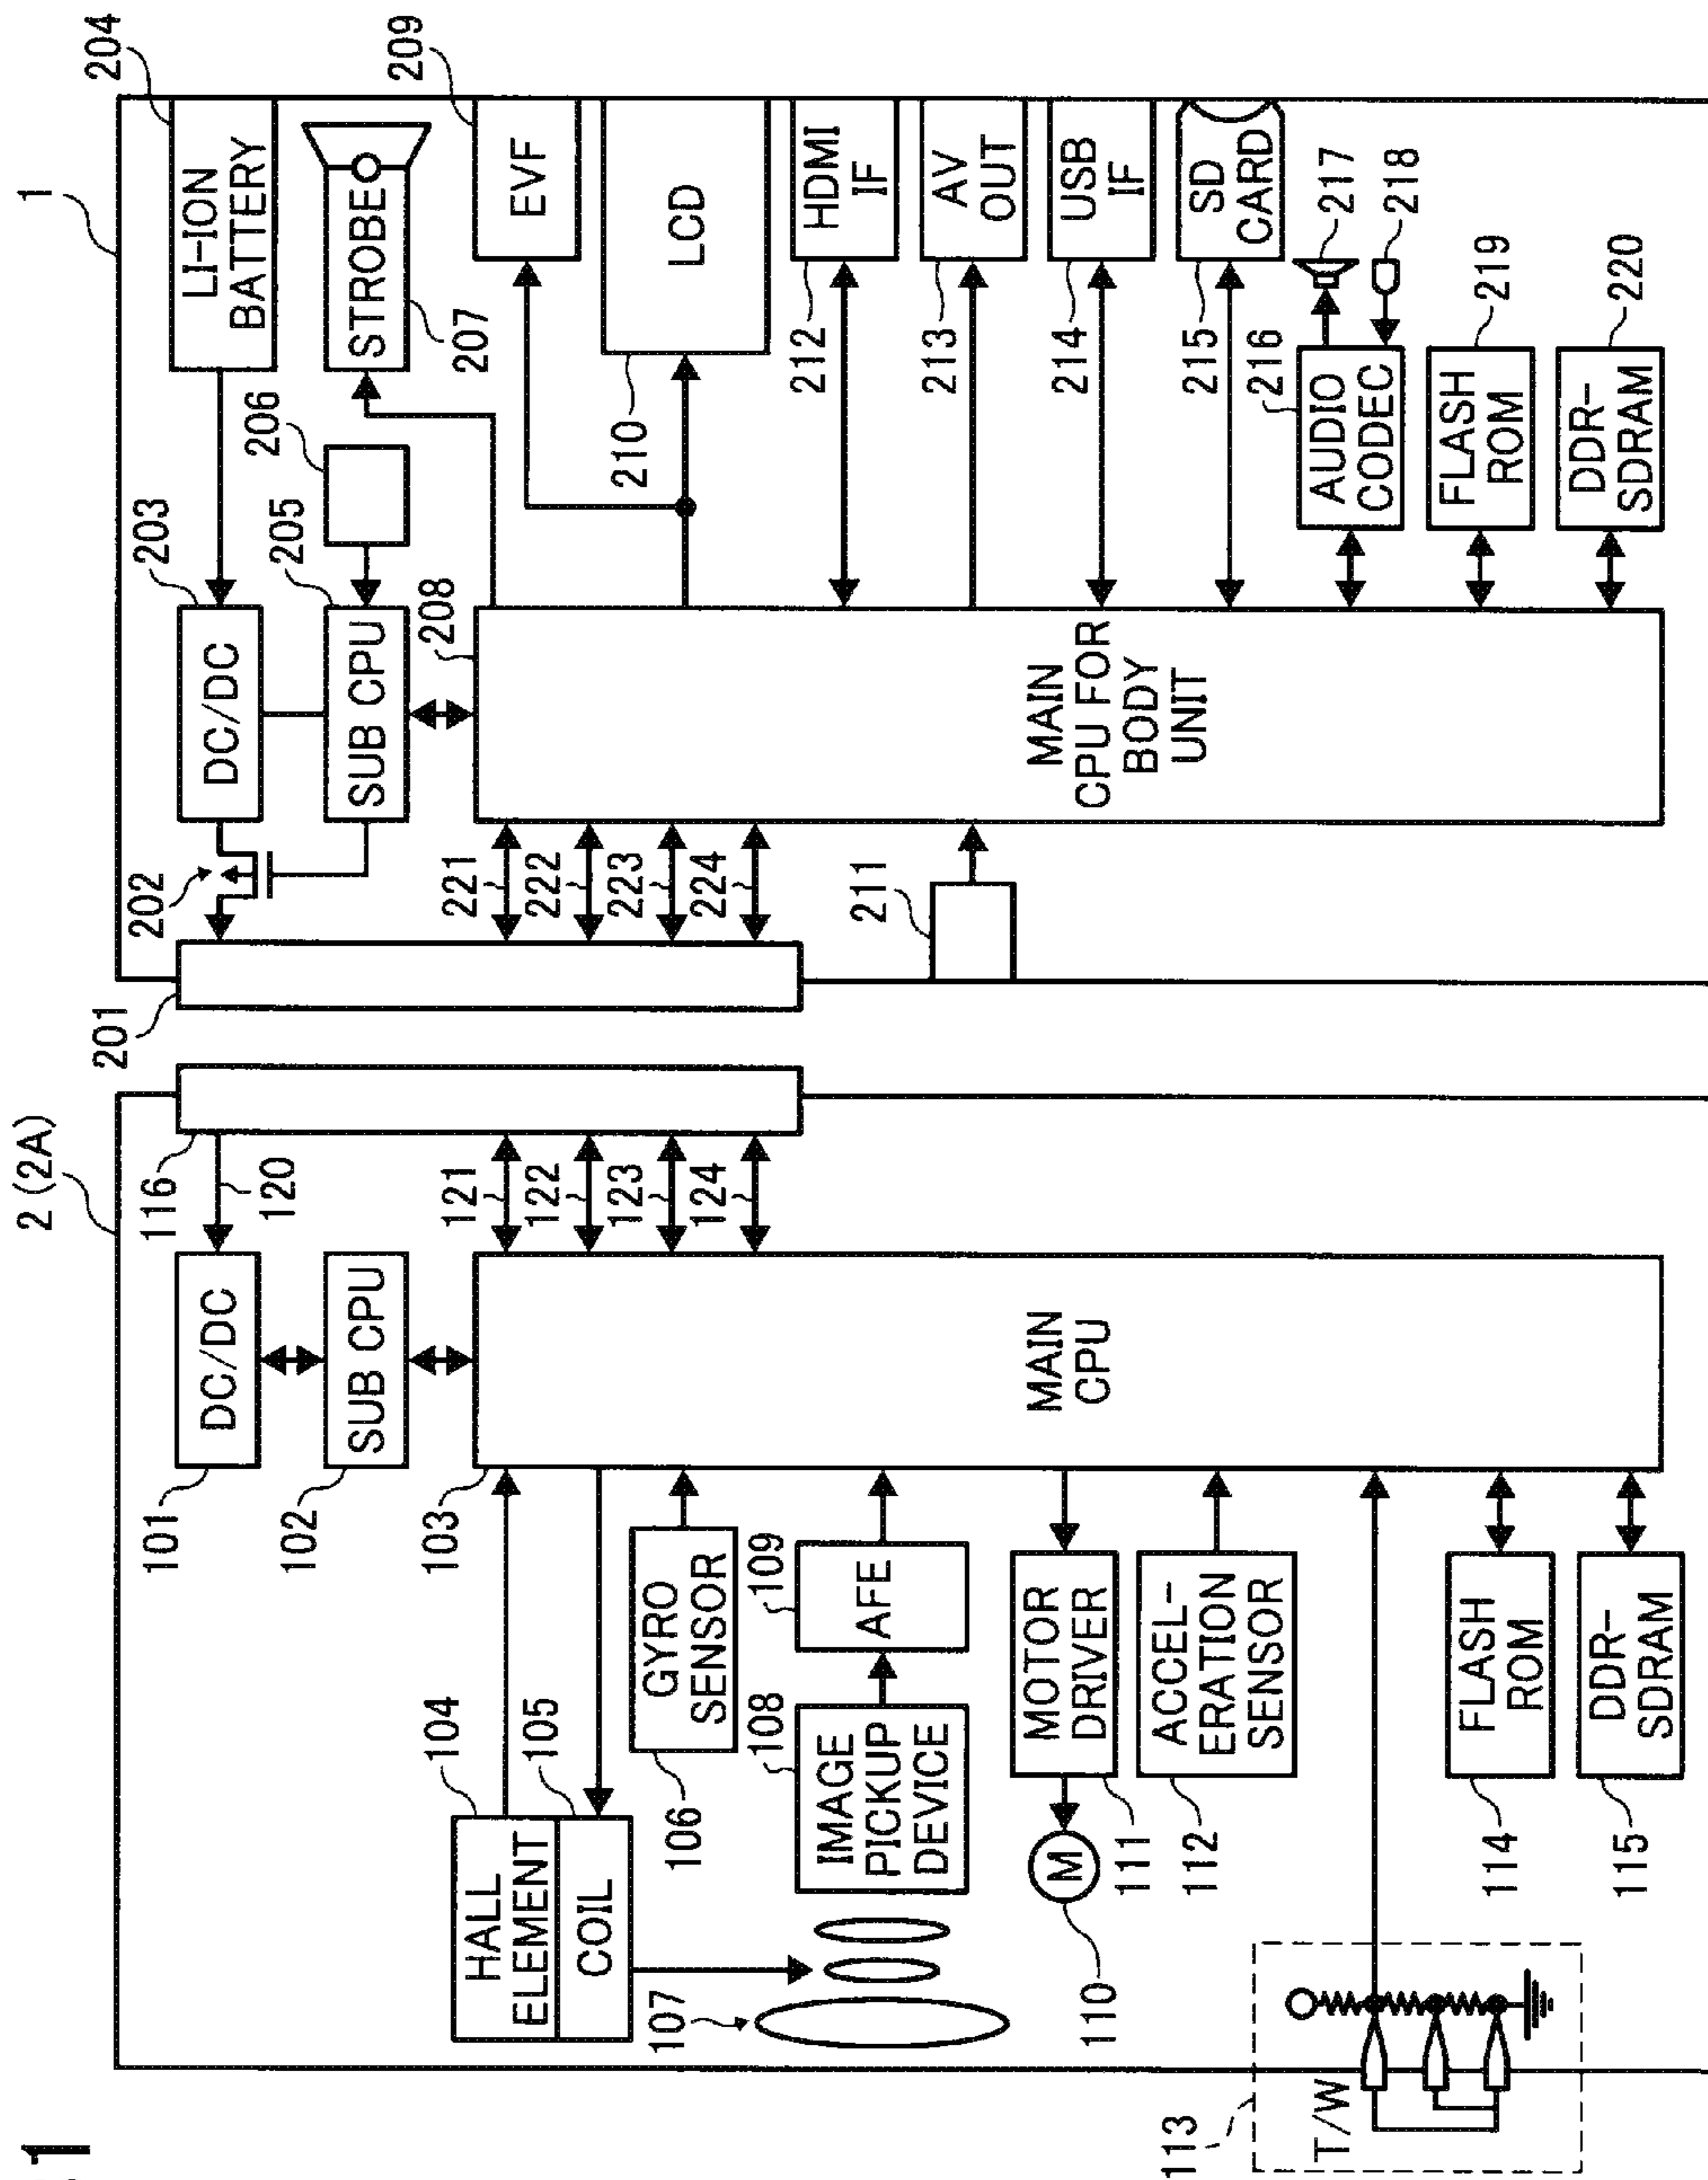 1
2 (2A)
1
113
T/W
107
HALL
ELEMENT
COIL
104
105
GYRO
SENSOR
106
IMAGE
PICKUP
DEVICE
108
AFE
109
M
110
MOTOR
DRIVER
111
ACCEL-
ERATION
SENSOR
112
FLASH
ROM
114
DDR-
SDRAM
115
DC/DC
101
SUB CPU
102
MAIN
CPU
103
116
120
121
122
123
124
201
202
221
222
223
224
211
DC/DC
203
SUB CPU
205
206
MAIN
CPU FOR
BODY
UNIT
208
LI-ION
BATTERY
204
STROBE
207
EVF
209
LCD
210
HDMI
IF
212
AV
OUT
213
USB
IF
214
SD
CARD
215
AUDIO
CODEC
216
217
218
FLASH
ROM
219
DDR-
SDRAM
220